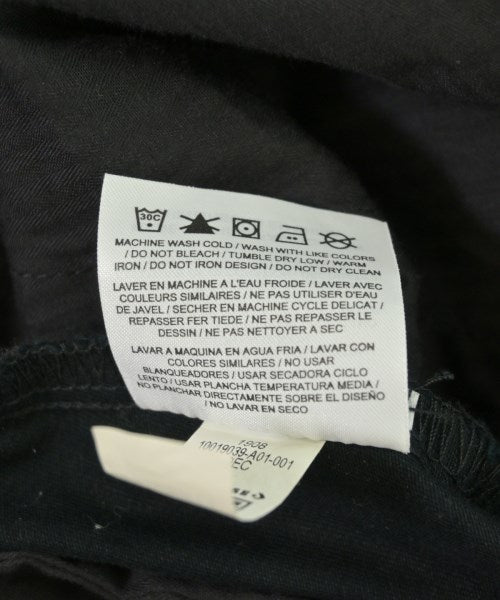 30C
MACHINE WASH COLD / WASH WITH LIKE COLORS
/ DO NOT BLEACH / TUMBLE DRY LOW / WARM
IRON / DO NOT IRON DESIGN / DO NOT DRY CLEAN
LAVER EN MACHINE A L'EAU FROIDE / LAVER AVEC
COULEURS SIMILAIRES / NE PAS UTILISER D'EAU
DE JAVEL / SECHER EN MACHINE CYCLE DELICAT /
REPASSER FER TIEDE / NE PAS REPASSER LE
DESSIN / NE PAS NETTOYER A SEC
LAVAR A MAQUINA EN AGUA FRIA / LAVAR CON
COLORES SIMILARES / NO USAR
BLANQUEADORES / USAR SECADORA CICLO
LENTO / USAR PLANCHA TEMPERATURA MEDIA /
NO PLANCHAR DIRECTAMENTE SOBRE EL DISEÑO
/ NO LAVAR EN SECO
1908
10019039-A01-001
EC